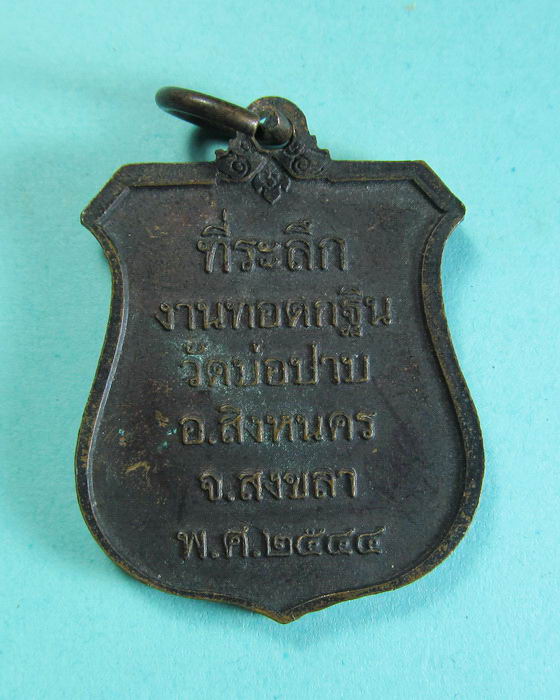 ที่ระลึก
งานทอดกฐิน
วัดบ่อปาบ
อ.สิงหนคร
จ.สงขลา
พ.ศ.๒๕๔๔